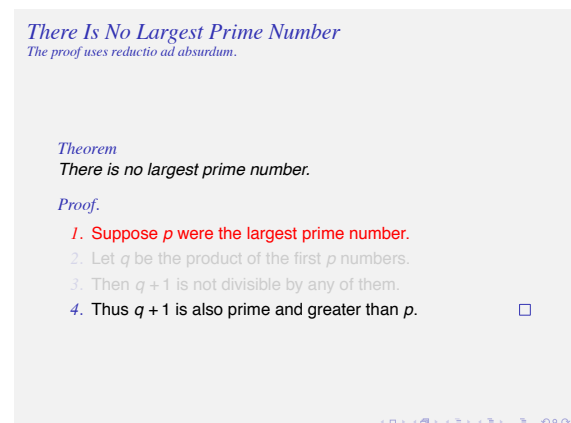 There Is No Largest Prime Number
The proof uses reductio ad absurdum.
Theorem
There is no largest prime number.
Proof.
1. Suppose p were the largest prime number.
2. Let q be the product of the first p numbers.
3. Then q + 1 is not divisible by any of them.
4. Thus q + 1 is also prime and greater than p.